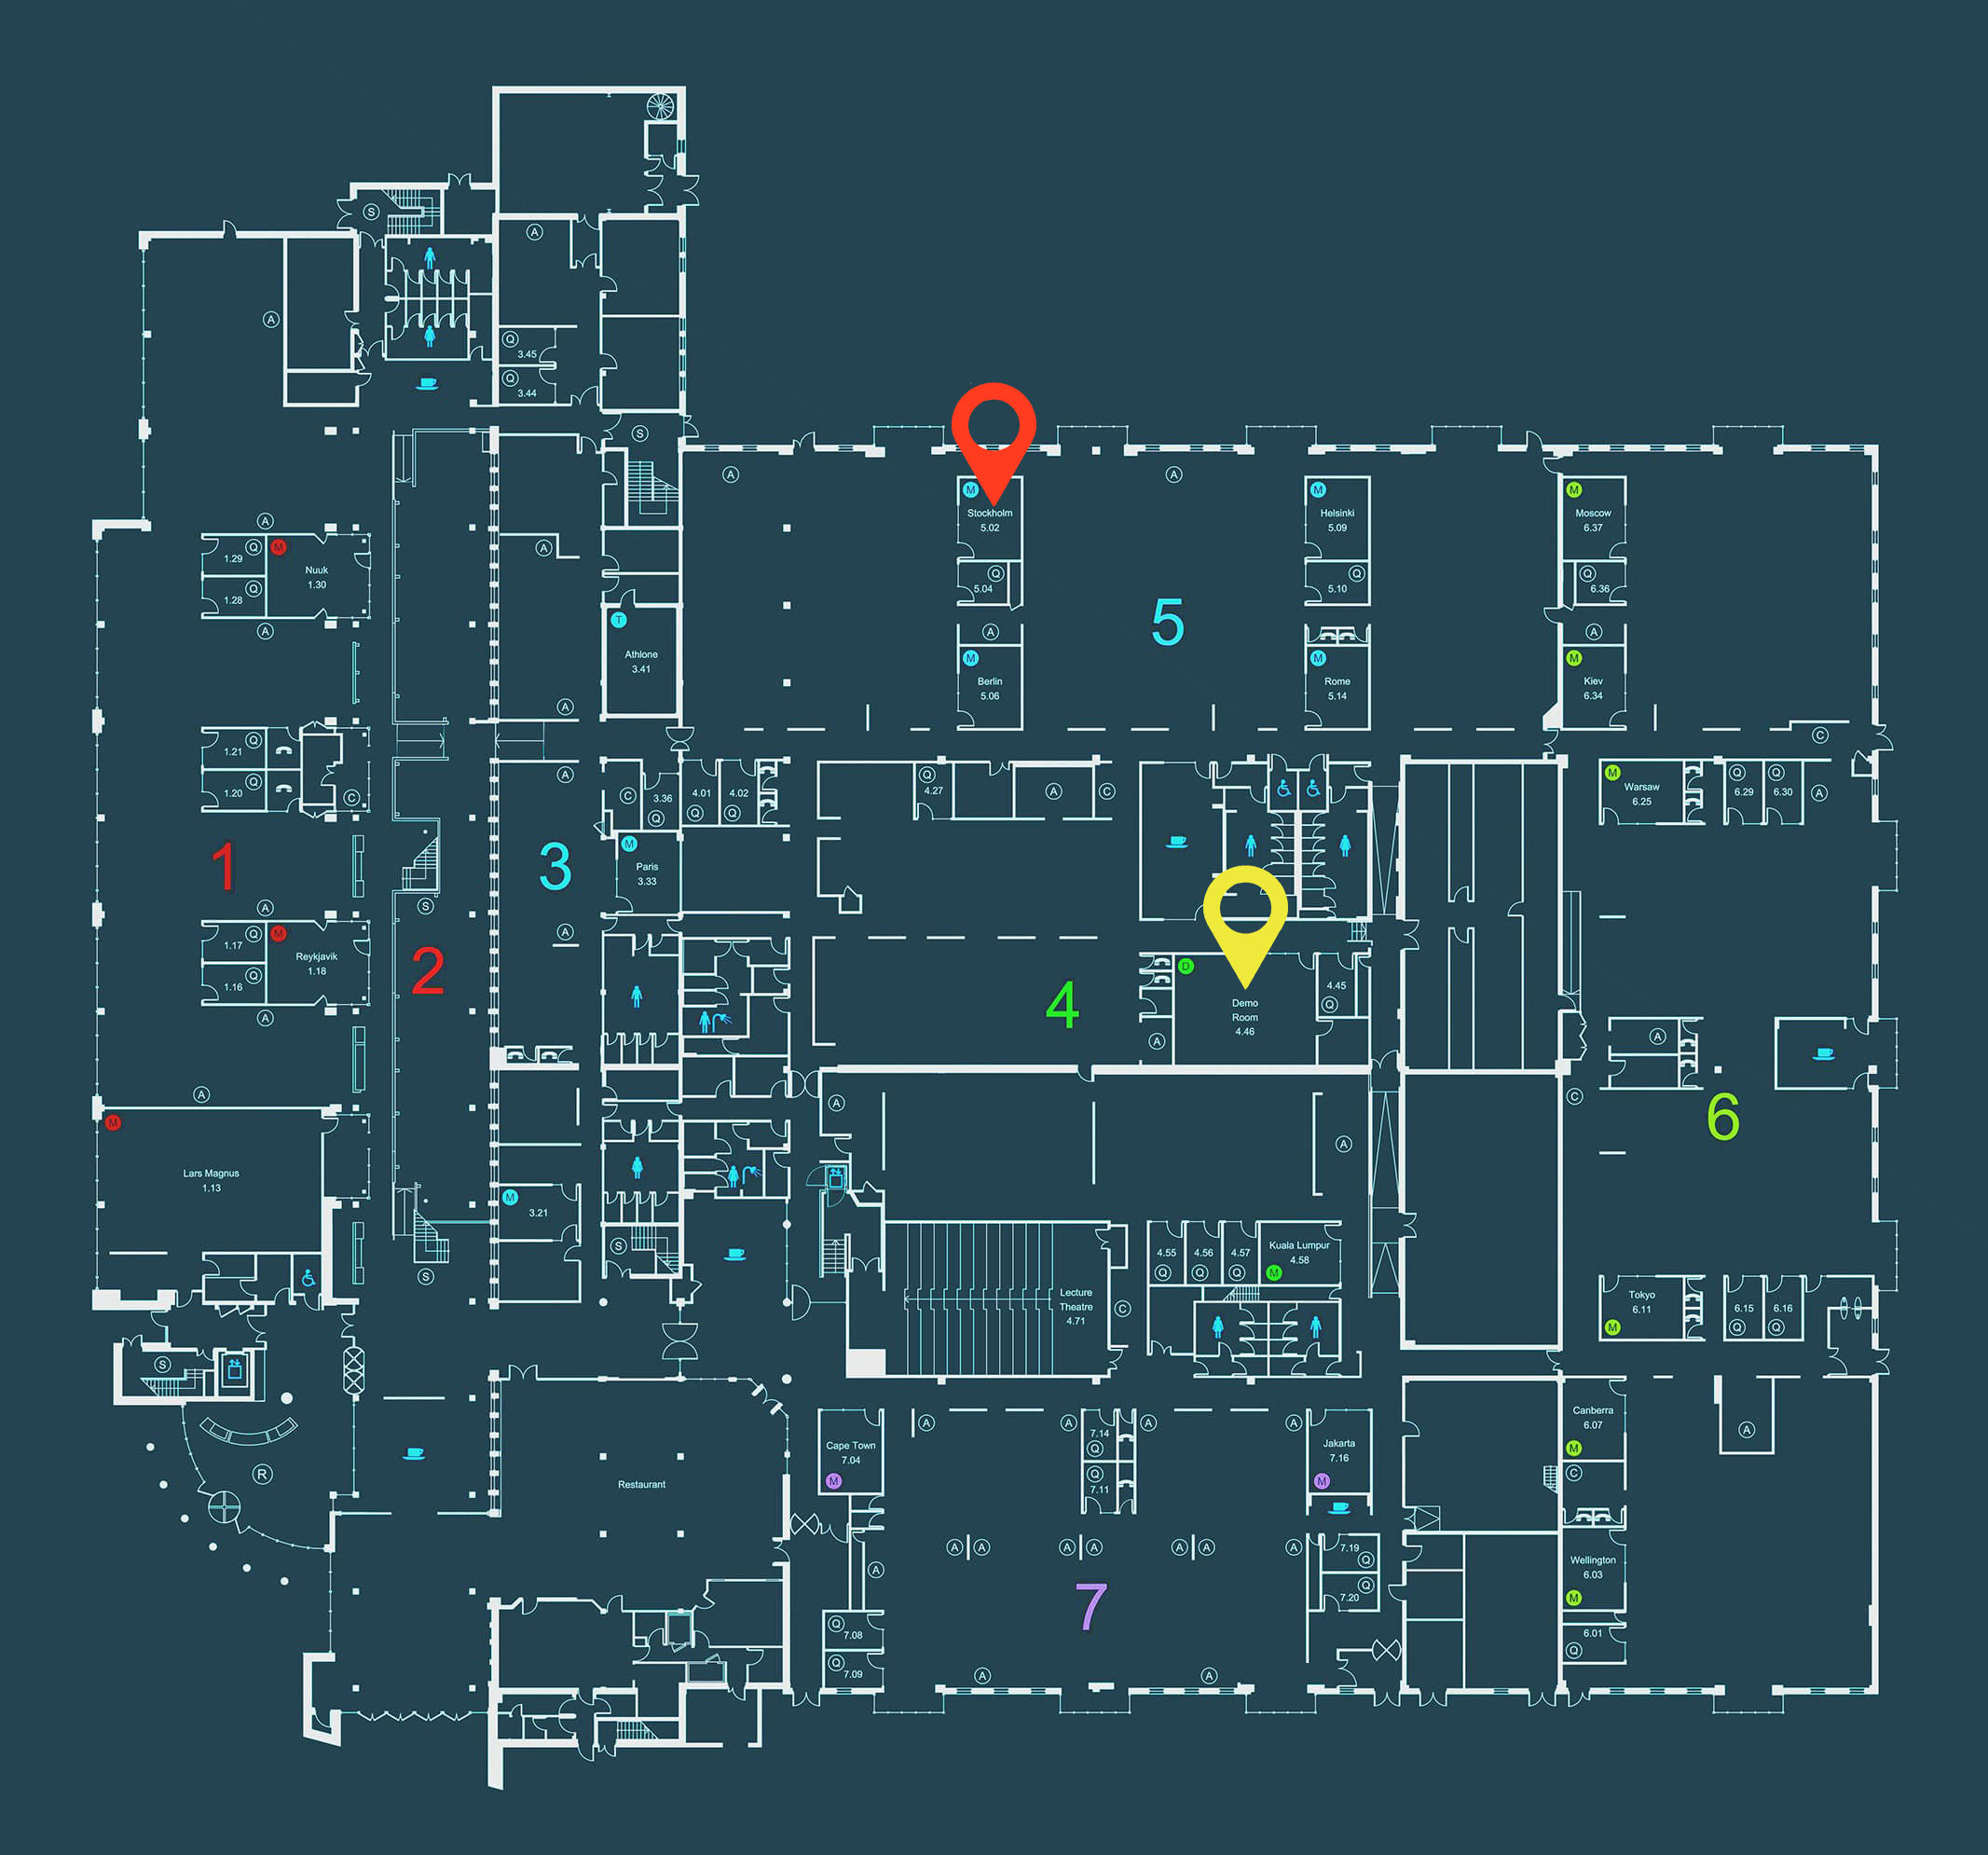 S
A
A
Q
3.45
Q
3.44
S
A
A
M
Stockholm
5.02
M
Helsinki
5.09
M
Moscow
6.37
A
1.29
Q
M
Nuuk
1.30
1.28
Q
A
A
Q
5.04
Q
5.10
Q
6.36
T
Athlone
3.41
5
A
A
M
Berlin
5.06
M
Rome
5.14
M
Kiev
6.34
A
1.21
Q
1.20
Q
C
A
C
3.36
Q
4.01
Q
4.02
Q
Q
4.27
A
C
C
M
Warsaw
6.25
Q
6.29
Q
6.30
A
1
3
M
Paris
3.33
A
S
A
1.17
Q
M
Reykjavik
1.18
1.16
Q
A
2
4
D
Demo
Room
4.46
4.45
Q
A
A
A
A
C
6
M
Lars Magnus
1.13
A
M
3.21
S
S
4.55
Q
4.56
Q
4.57
Q
Kuala Lumpur
4.58
M
Lecture
Theatre
4.71
C
Tokyo
6.11
M
6.15
Q
6.16
Q
S
R
Restaurant
Cape Town
7.04
M
A
A
7.14
Q
Q
7.11
A
A
Jakarta
7.16
M
Canberra
6.07
M
C
A
A
A
A
A
A
A
A
A
7.19
Q
Q
7.20
Wellington
6.03
M
7
Q
7.08
Q
7.09
A
A
6.01
Q